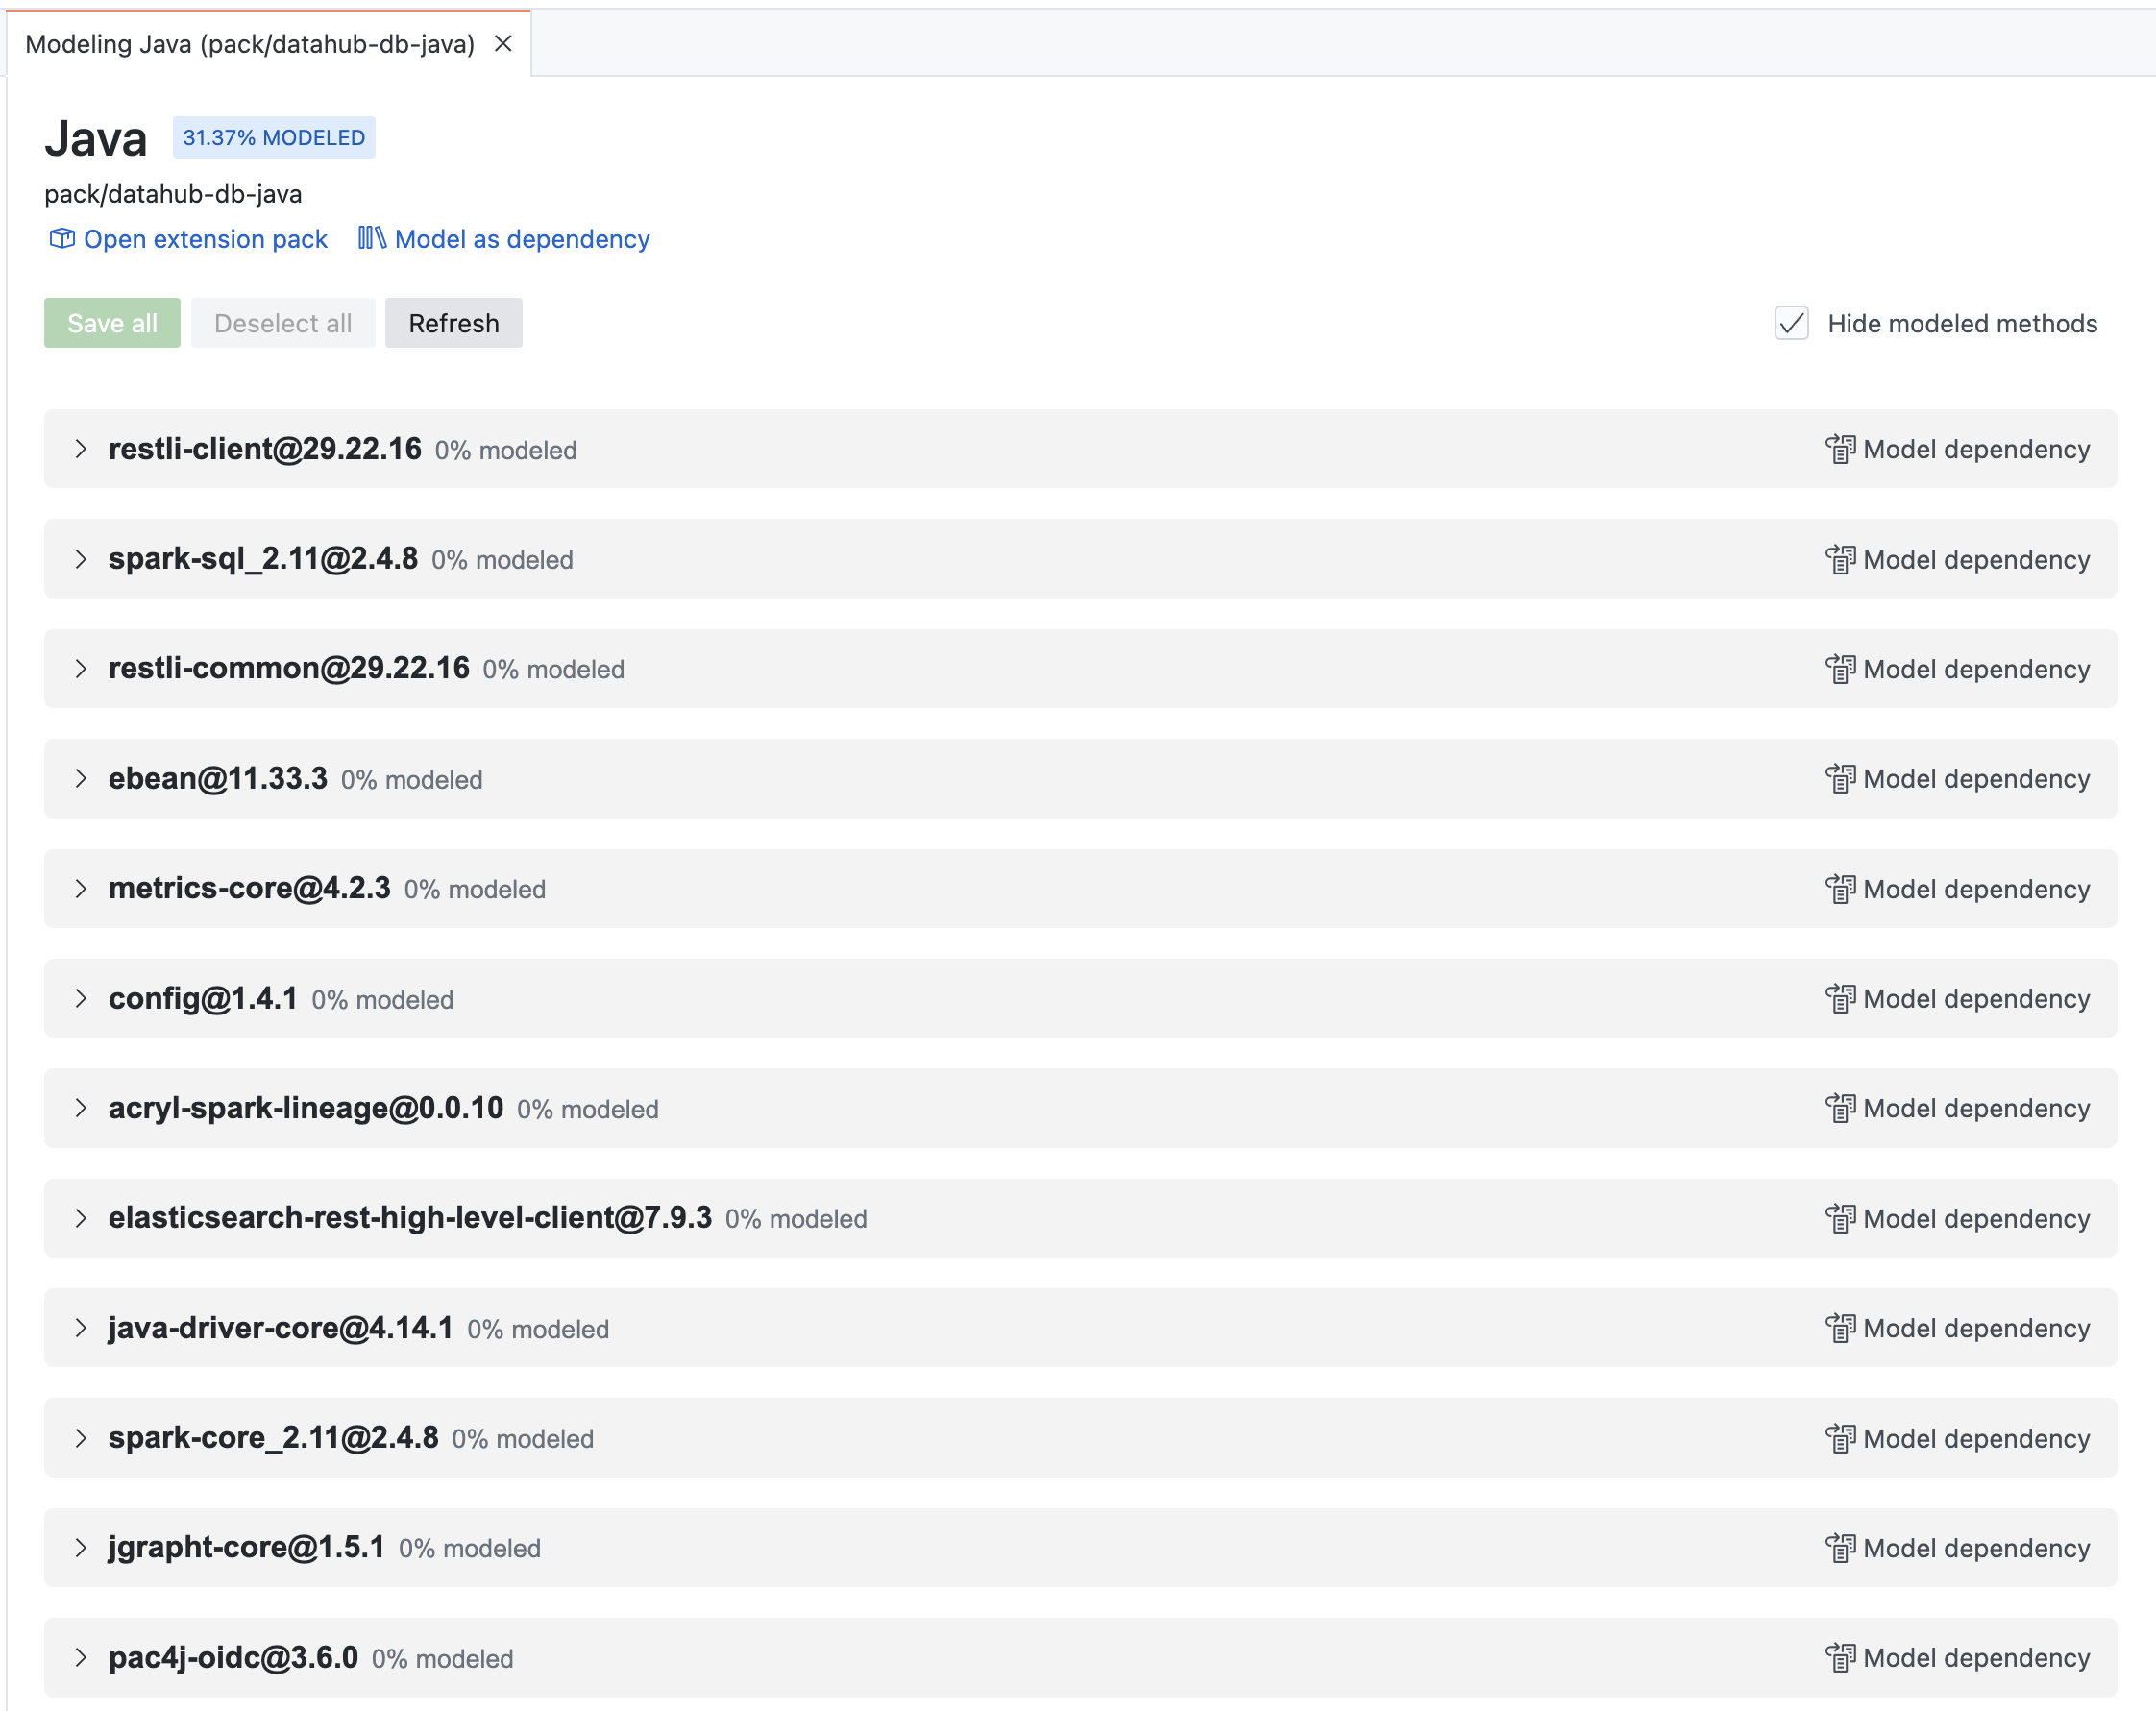 Modeling Java (pack/datahub-db-java)
Java 31.37% MODELED
pack/datahub-db-java
Open extension pack Model as dependency
Save all Deselect all Refresh Hide modeled methods
restli-client@29.22.16 0% modeled Model dependency
spark-sql_2.11@2.4.8 0% modeled Model dependency
restli-common@29.22.16 0% modeled Model dependency
ebean@11.33.3 0% modeled Model dependency
metrics-core@4.2.3 0% modeled Model dependency
config@1.4.1 0% modeled Model dependency
acryl-spark-lineage@0.0.10 0% modeled Model dependency
elasticsearch-rest-high-level-client@7.9.3 0% modeled Model dependency
java-driver-core@4.14.1 0% modeled Model dependency
spark-core_2.11@2.4.8 0% modeled Model dependency
jgrapht-core@1.5.1 0% modeled Model dependency
pac4j-oidc@3.6.0 0% modeled Model dependency